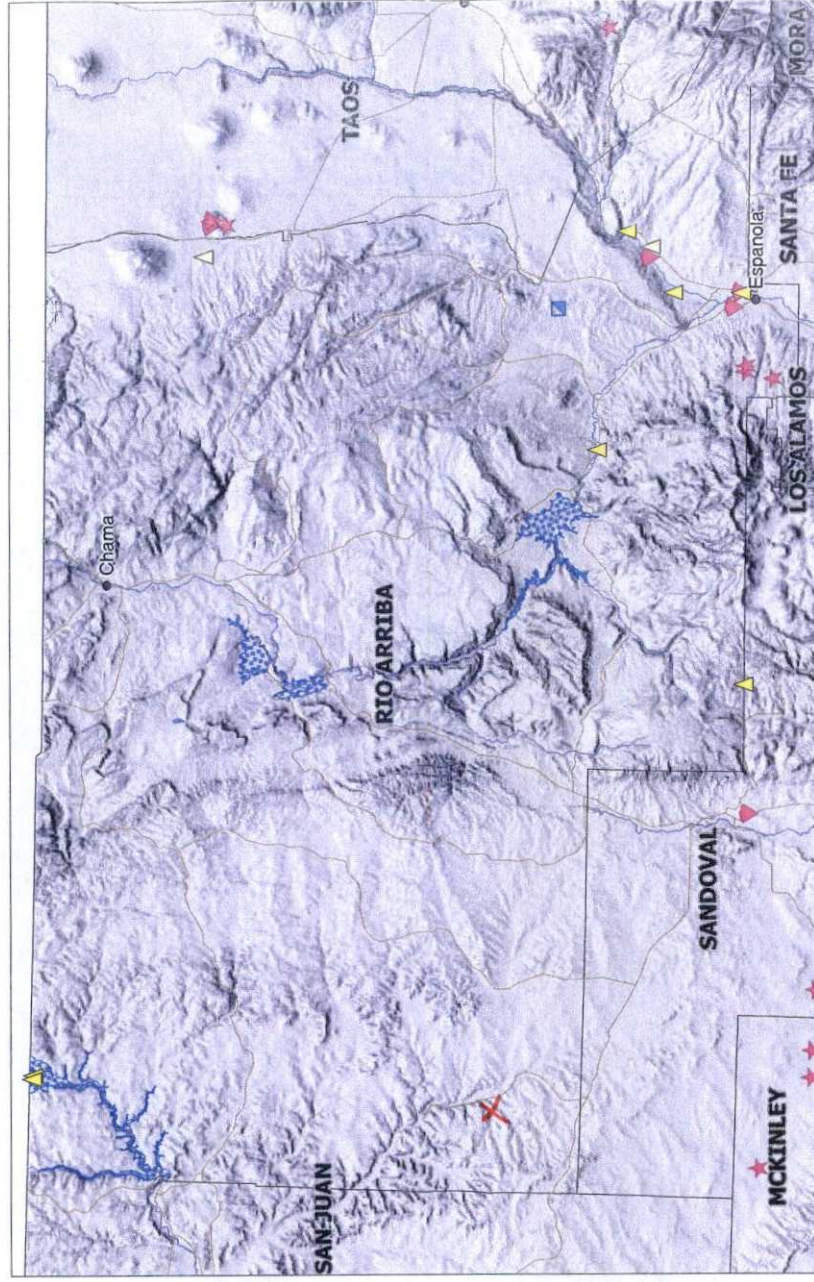 Chama
TAOS
RIO ARRIBA
SAN JUAN
Espanola
MORA
SANTA FE
LOS ALAMOS
SANDOVAL
MCKINLEY